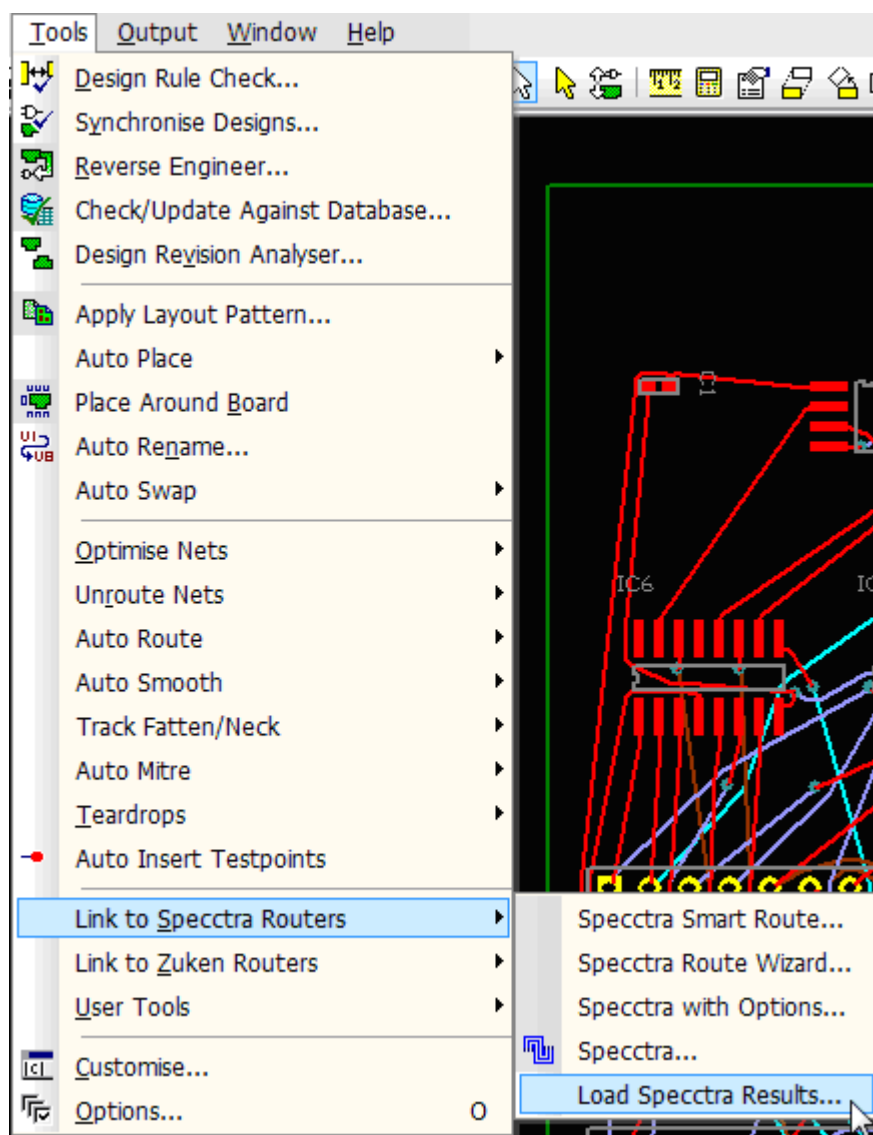 Tools Output Window Help
Design Rule Check...
Synchronise Designs...
Reverse Engineer...
Check/Update Against Database...
Design Revision Analyser...
Apply Layout Pattern...
Auto Place
Place Around Board
Auto Rename...
Auto Swap
Optimise Nets
Unroute Nets
Auto Route
Auto Smooth
Track Fatten/Neck
Auto Mitre
Teardrops
Auto Insert Testpoints
Link to Specctra Routers
Link to Zuken Routers
User Tools
Customise...
Options... O
Specctra Smart Route...
Specctra Route Wizard...
Specctra with Options...
Specctra...
Load Specctra Results...
IC6